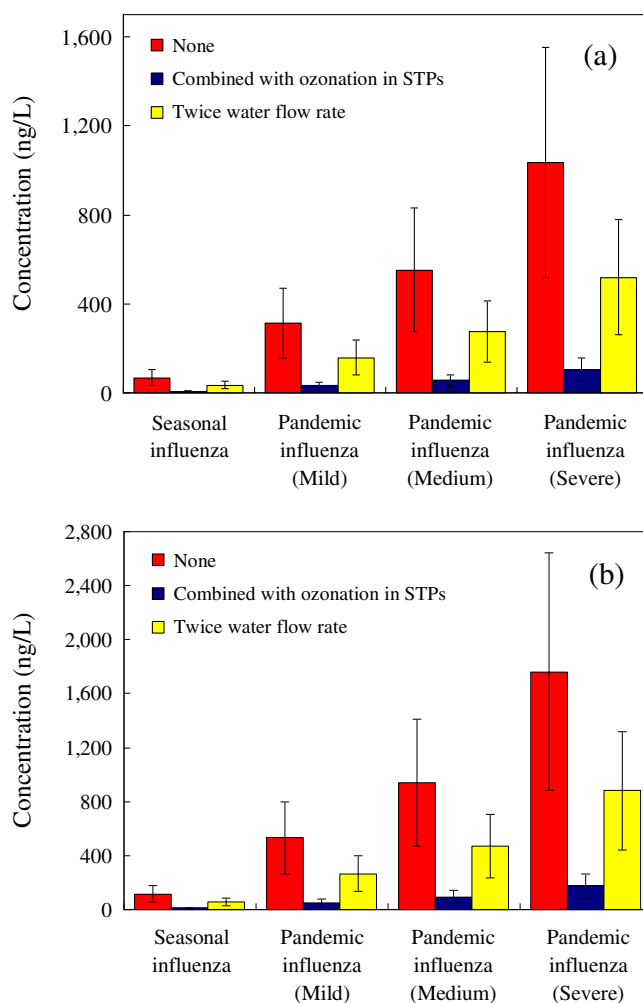 1,600
1,200
800
400
0
Concentration (ng/L)
None
Combined with ozonation in STPs
Twice water flow rate
(a)
Seasonal
influenza
Pandemic
influenza
(Mild)
Pandemic
influenza
(Medium)
Pandemic
influenza
(Severe)
2,800
2,400
2,000
1,600
1,200
800
400
0
Concentration (ng/L)
None
Combined with ozonation in STPs
Twice water flow rate
(b)
Seasonal
influenza
Pandemic
influenza
(Mild)
Pandemic
influenza
(Medium)
Pandemic
influenza
(Severe)